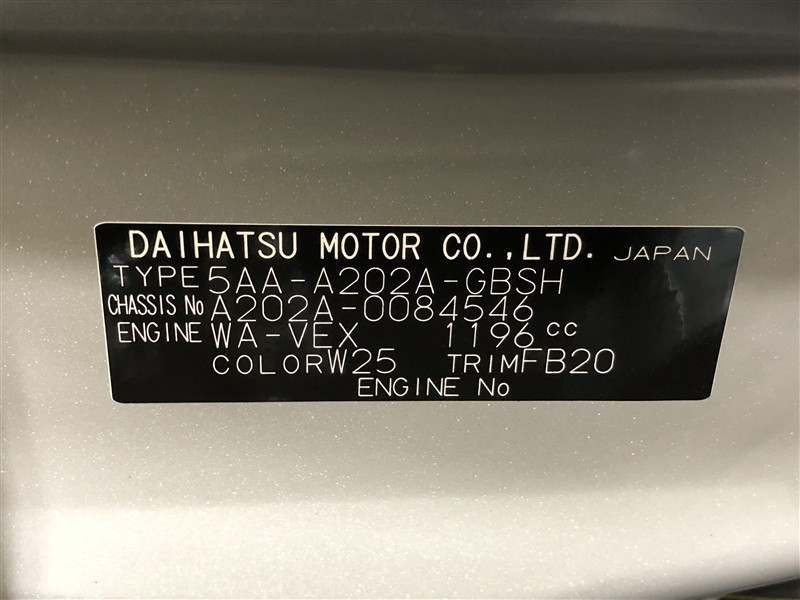 DAIHATSU MOTOR CO.,LTD. JAPAN
TYPE 5AA-A202A-GBSH
CHASSIS No A202A-0084546
ENGINE WA-VEX 1196 cc
COLOR W25 TRIM FB20
ENGINE No